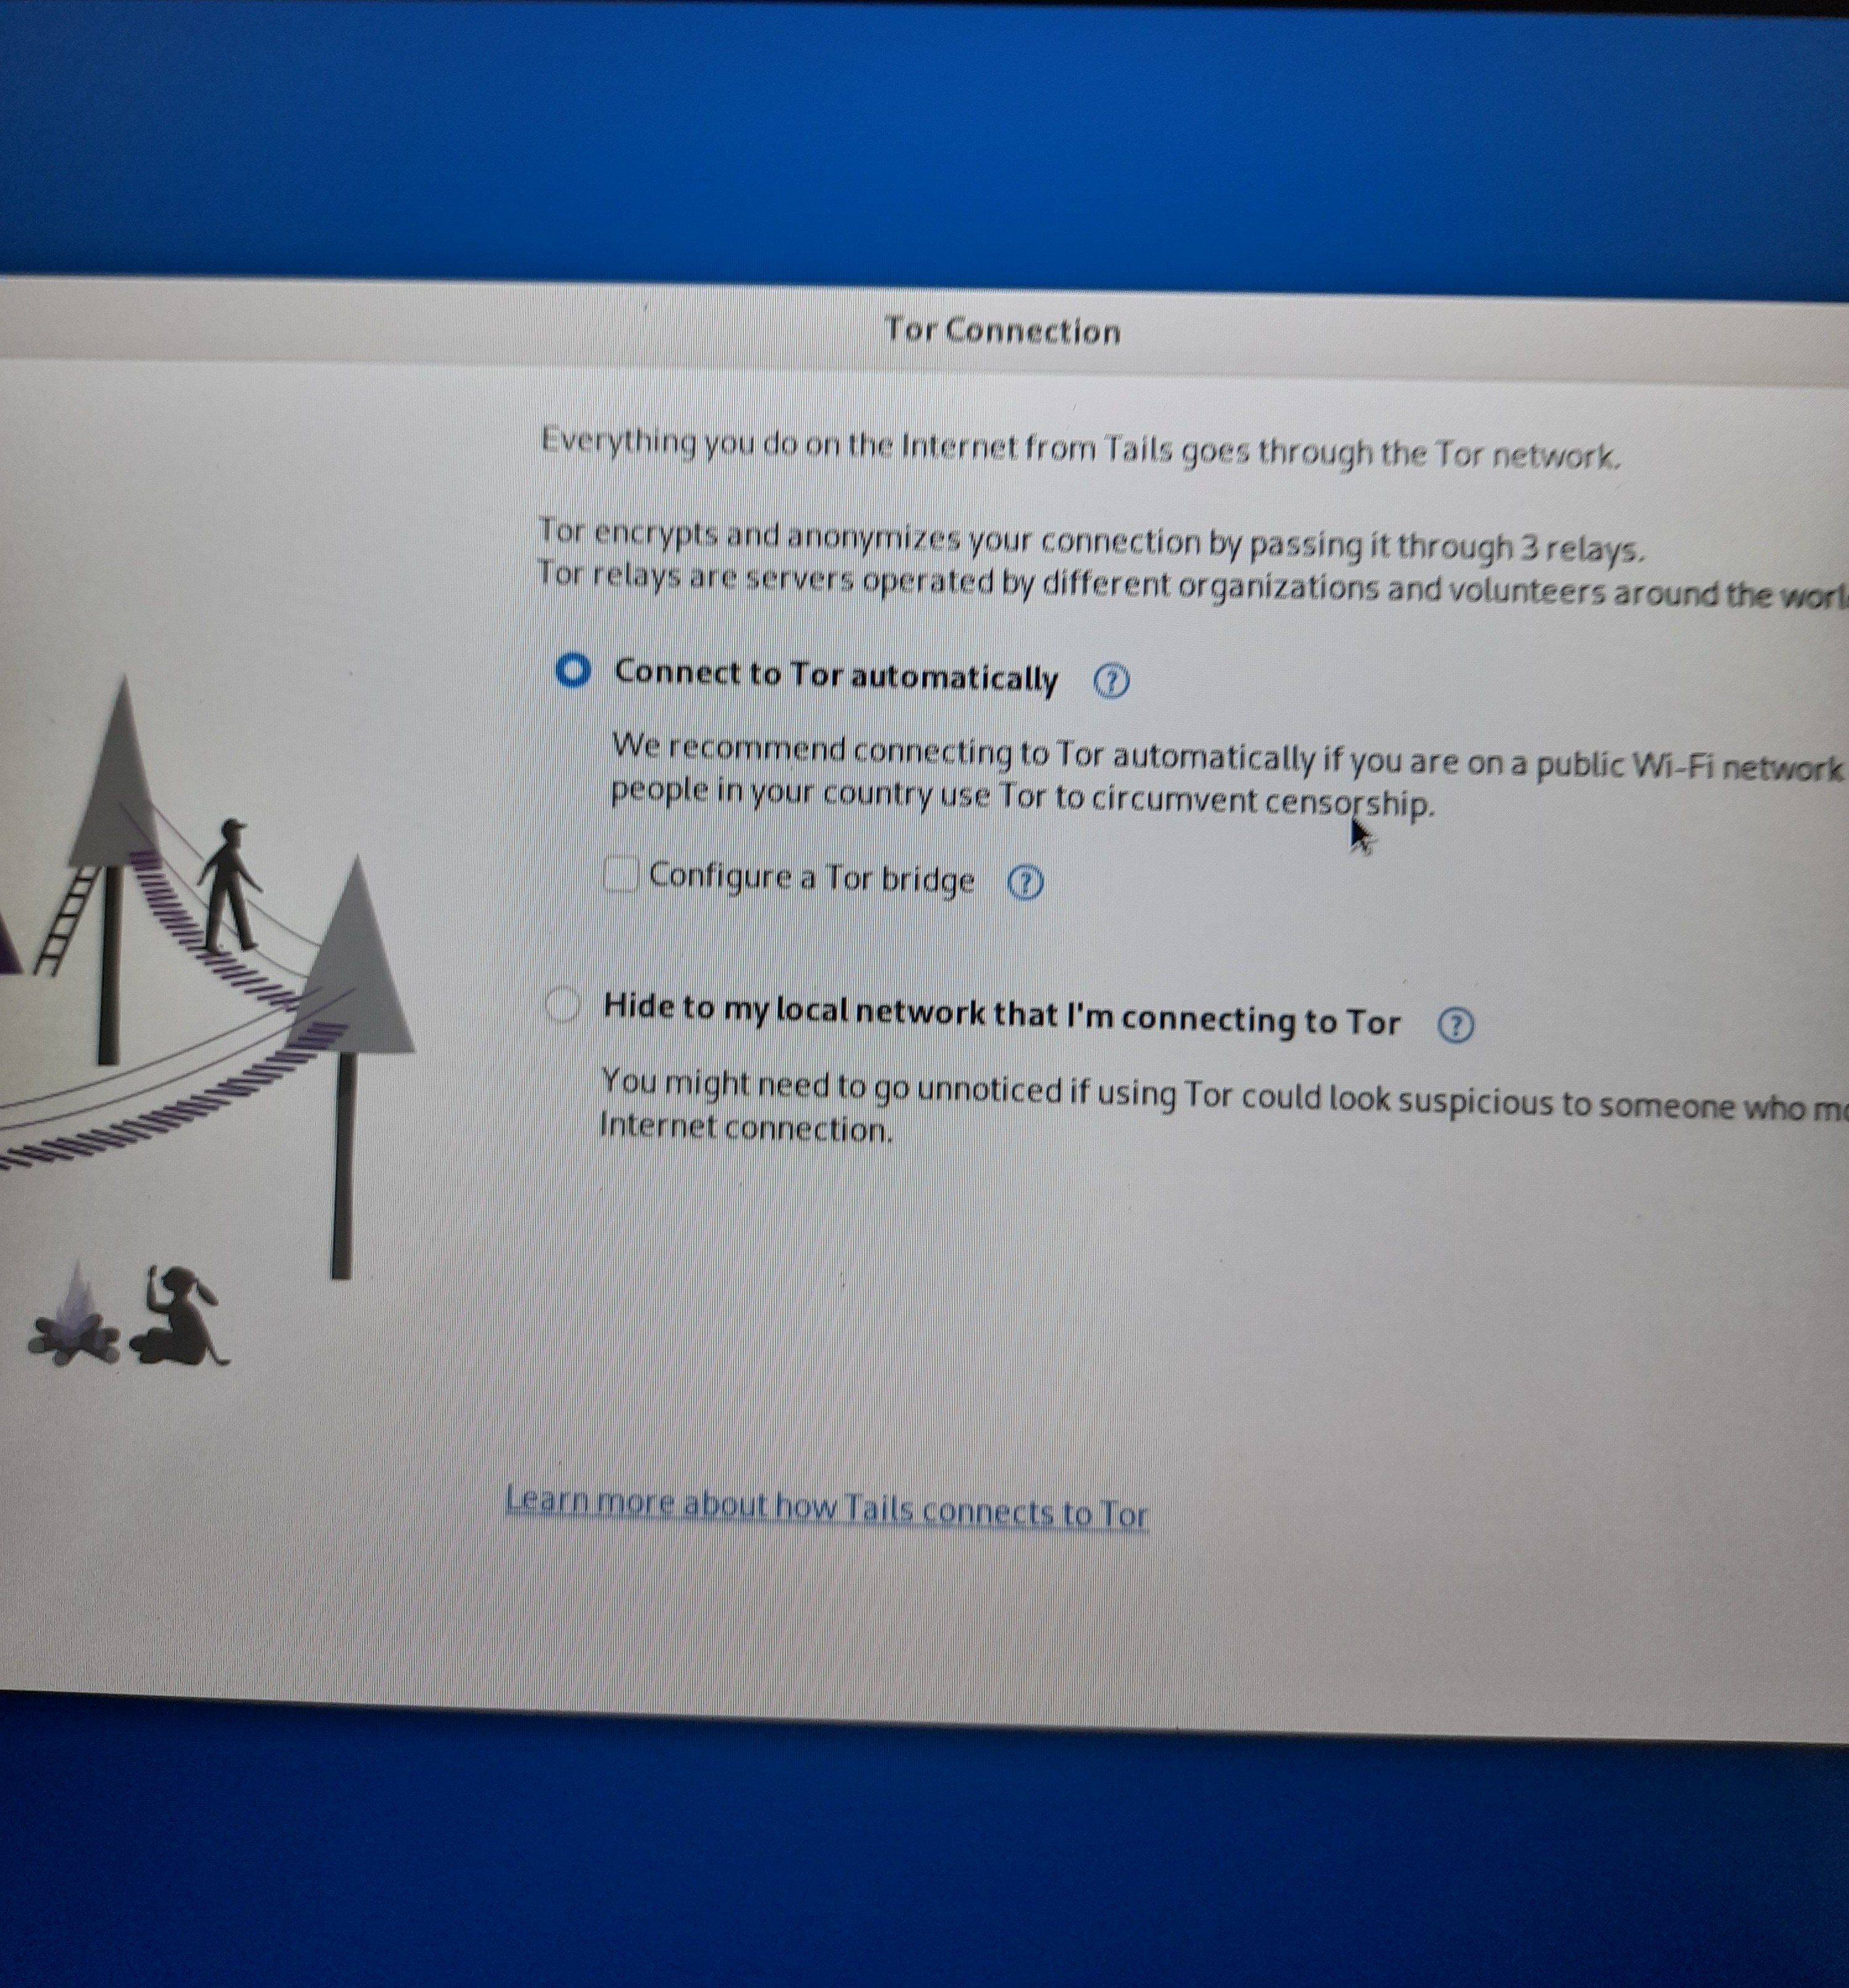 Tor Connection
Everything you do on the Internet from Tails goes through the Tor network.
Tor encrypts and anonymizes your connection by passing it through 3 relays.
Tor relays are servers operated by different organizations and volunteers around the
Connect to Tor automatically ?
We recommend connecting to Tor automatically if you are on a public Wi-Fi network
people in your country use Tor to circumvent censorship.
Configure a Tor bridge ?
Hide to my local network that I'm connecting to Tor ?
You might need to go unnoticed if using Tor could look suspicious to someone who
Internet connection.
Learn more about how Tails connects to Tor